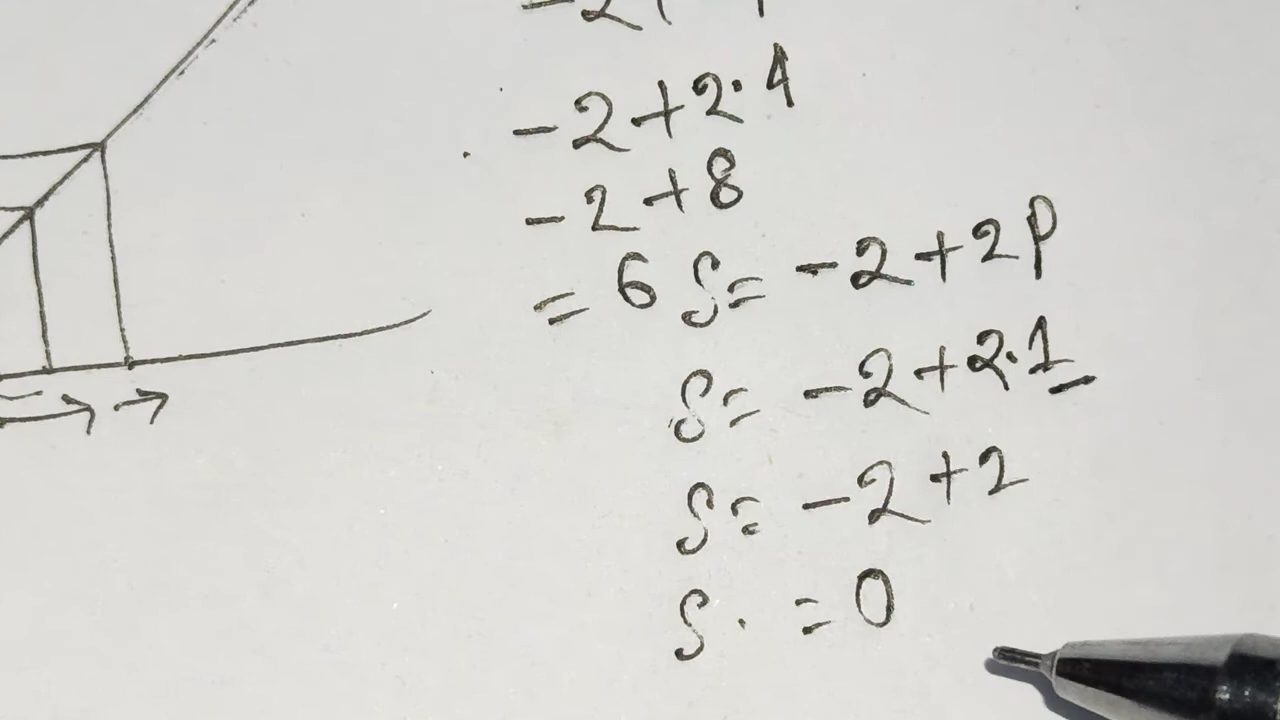 -2+2.4
-2+8
= 6
S= -2+2P
S= -2+2.1
S= -2+2
S. =0